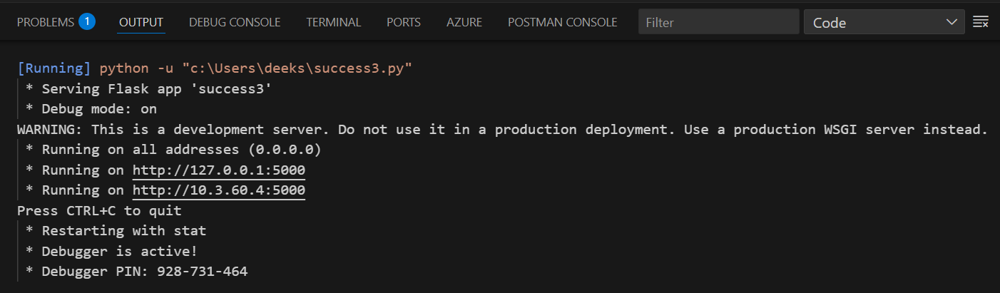 PROBLEMS 1 OUTPUT DEBUG CONSOLE TERMINAL PORTS AZURE POSTMAN CONSOLE Filter Code
[Running] python -u "c:\Users\deeks\success3.py"
* Serving Flask app 'success3'
* Debug mode: on
WARNING: This is a development server. Do not use it in a production deployment. Use a production WSGI server instead.
* Running on all addresses (0.0.0.0)
* Running on http://127.0.0.1:5000
* Running on http://10.3.60.4:5000
Press CTRL+C to quit
* Restarting with stat
* Debugger is active!
* Debugger PIN: 928-731-464